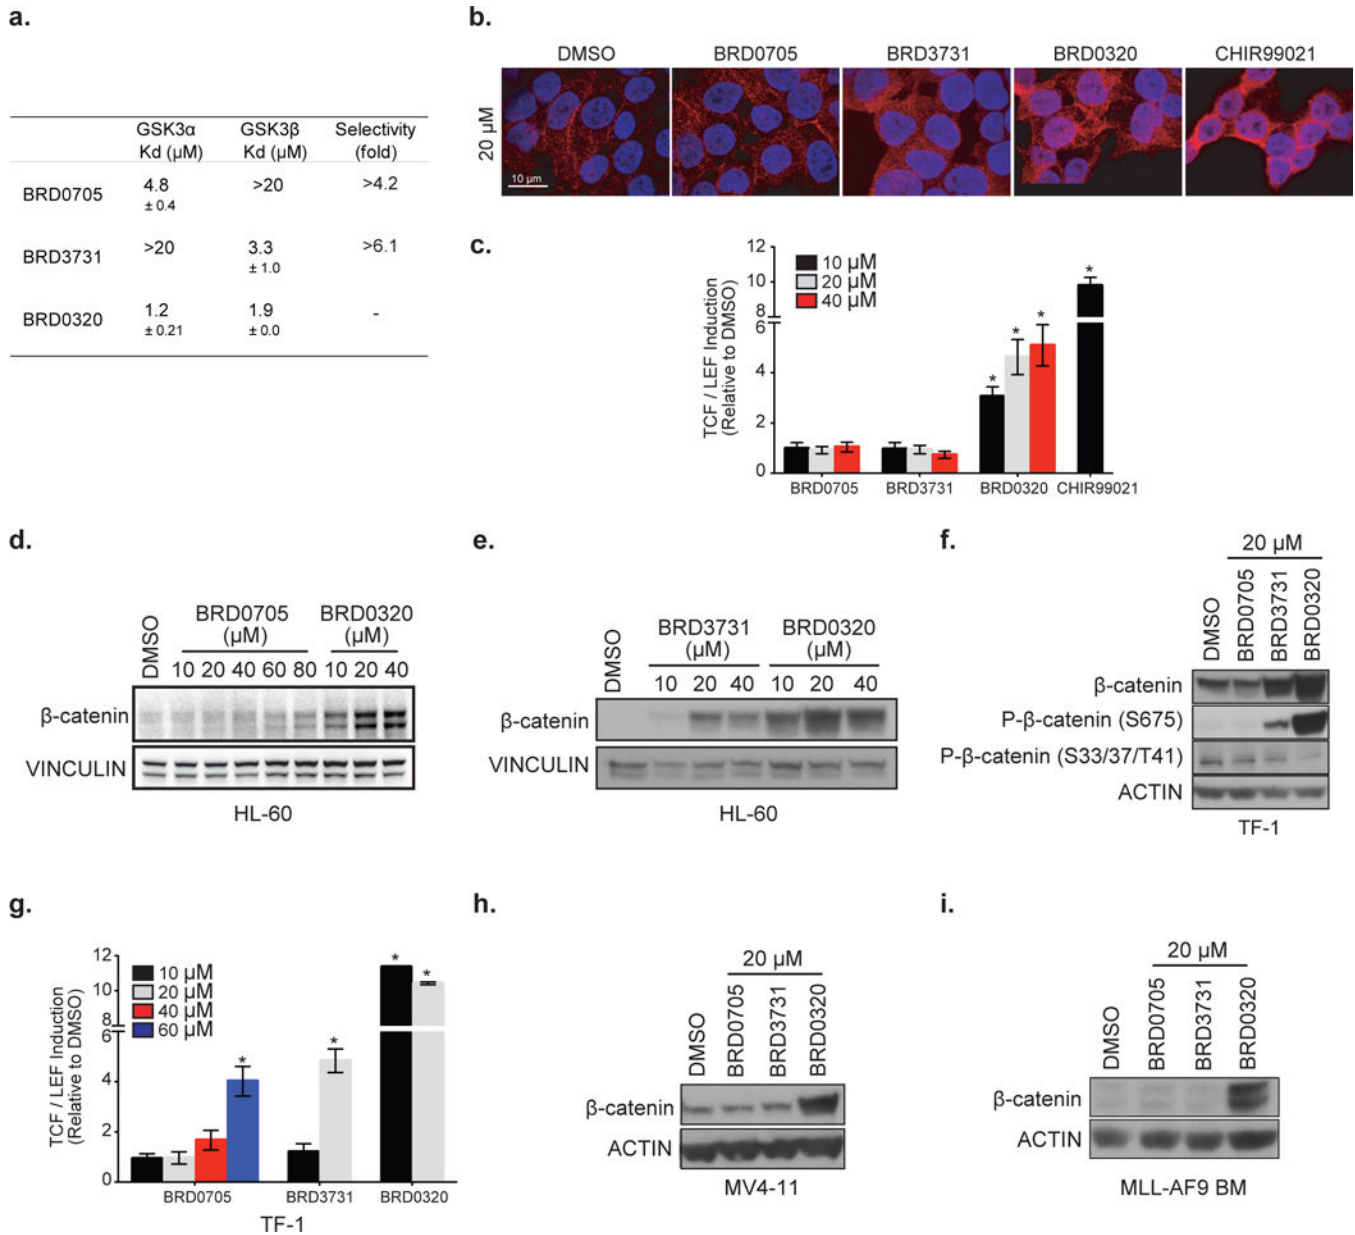 a.
GSK3α Kd (µM)
GSK3β Kd (µM)
Selectivity (fold)
BRD0705 4.8 ± 0.4 >20 >4.2
BRD3731 >20 3.3 ± 1.0 >6.1
BRD0320 1.2 ± 0.21 1.9 ± 0.0 -
b.
DMSO BRD0705 BRD3731 BRD0320 CHIR99021
20 µM
10 µm
c.
TCF / LEF Induction
(Relative to DMSO)
12
10
8
6
4
2
0
10 µM
20 µM
40 µM
* * * *
BRD0705 BRD3731 BRD0320 CHIR99021
d.
DMSO
BRD0705 (µM)
BRD0320 (µM)
10 20 40 60 80 10 20 40
β-catenin
VINCULIN
HL-60
e.
DMSO
BRD3731 (µM)
BRD0320 (µM)
10 20 40 10 20 40
β-catenin
VINCULIN
HL-60
f.
20 µM
DMSO BRD0705 BRD3731 BRD0320
β-catenin
P-β-catenin (S675)
P-β-catenin (S33/37/T41)
ACTIN
TF-1
g.
TCF / LEF Induction
(Relative to DMSO)
12
10
8
6
4
2
0
10 µM
20 µM
40 µM
60 µM
* * * *
BRD0705 BRD3731 BRD0320
TF-1
h.
20 µM
DMSO BRD0705 BRD3731 BRD0320
β-catenin
ACTIN
MV4-11
i.
20 µM
DMSO BRD0705 BRD3731 BRD0320
β-catenin
ACTIN
MLL-AF9 BM